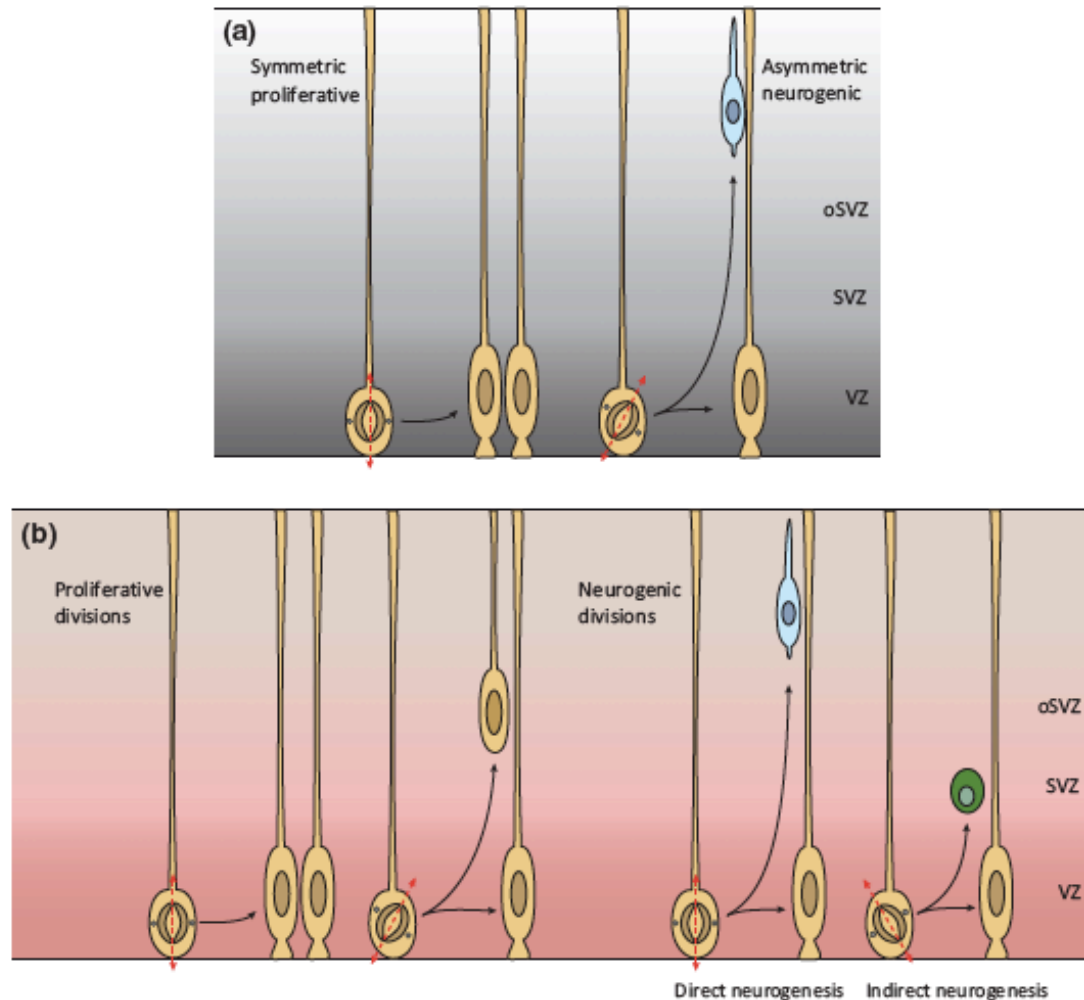 (a)
Symmetric
proliferative
Asymmetric
neurogenic
oSVZ
SVZ
VZ
(b)
Proliferative
divisions
Neurogenic
divisions
oSVZ
SVZ
VZ
Direct neurogenesis
Indirect neurogenesis